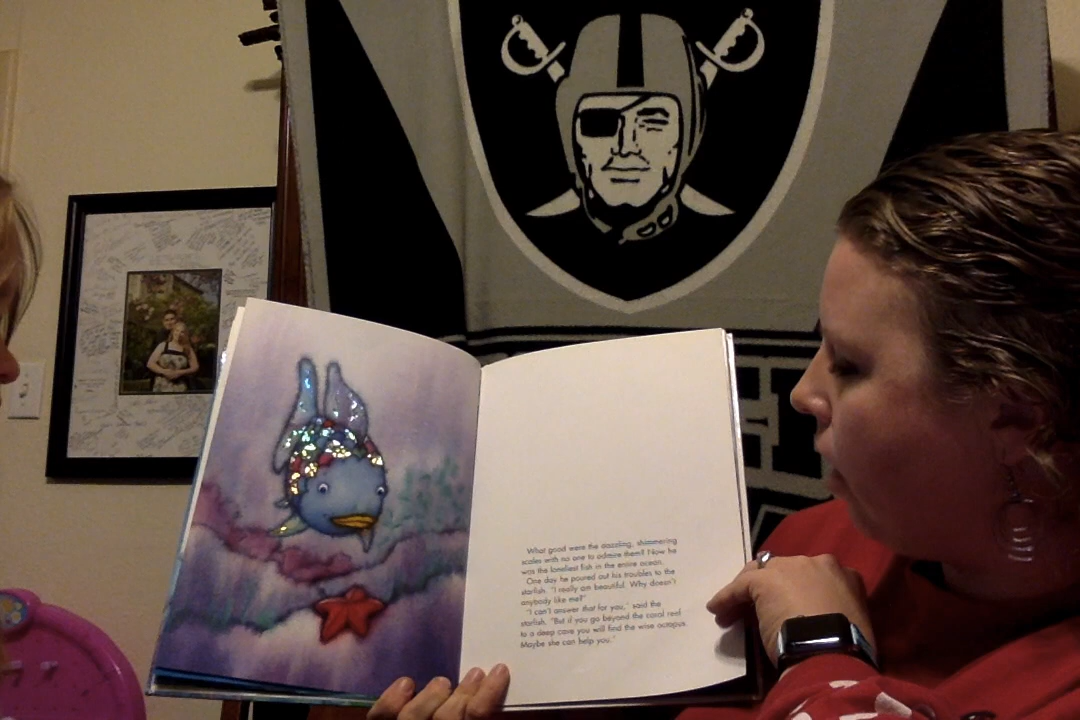 What good were the dazzling, shimmering
scales with no one to admire them? Now he
was the loneliest fish in the entire ocean.
One day he poured out his troubles to the
starfish. "I really am beautiful. Why doesn't
anybody like me?"
"I can't answer that for you," said the
starfish. "But if you go beyond the coral reef
to a deep cave you will find the wise octopus.
Maybe she can help you."